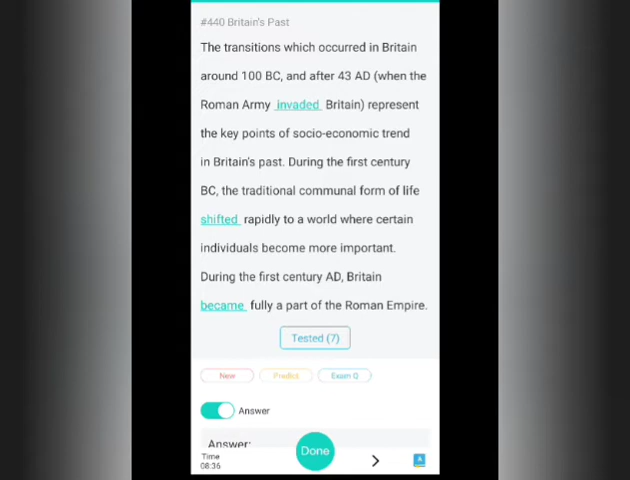 #440 Britain's Past
The transitions which occurred in Britain
around 100 BC, and after 43 AD (when the
Roman Army invaded Britain) represent
the key points of socio-economic trend
in Britain's past. During the first century
BC, the traditional communal form of life
shifted rapidly to a world where certain
individuals become more important.
During the first century AD, Britain
became fully a part of the Roman Empire.
Tested (7)
New Predict Exam Q
Answer
Answer:
Time
08:36
Done
A